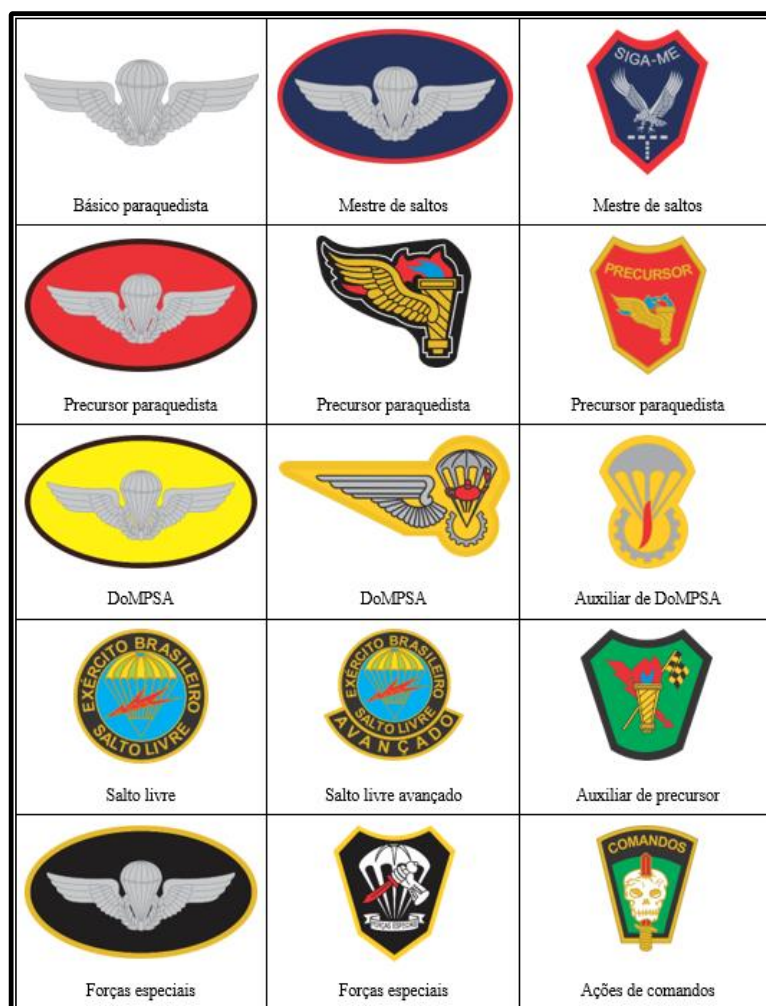 SIGA-ME
Básico paraquedista
Mestre de saltos
Mestre de saltos
PRECURSOR
Precursor paraquedista
Precursor paraquedista
Precursor paraquedista
DoMPSA
DoMPSA
Auxiliar de DoMPSA
EXÉRCITO BRASILEIRO
SALTO LIVRE
EXÉRCITO BRASILEIRO
SALTO LIVRE
AVANÇADO
Salto livre
Salto livre avançado
Auxiliar de precursor
FORÇAS ESPECIAIS
COMANDOS
Forças especiais
Forças especiais
Ações de comandos